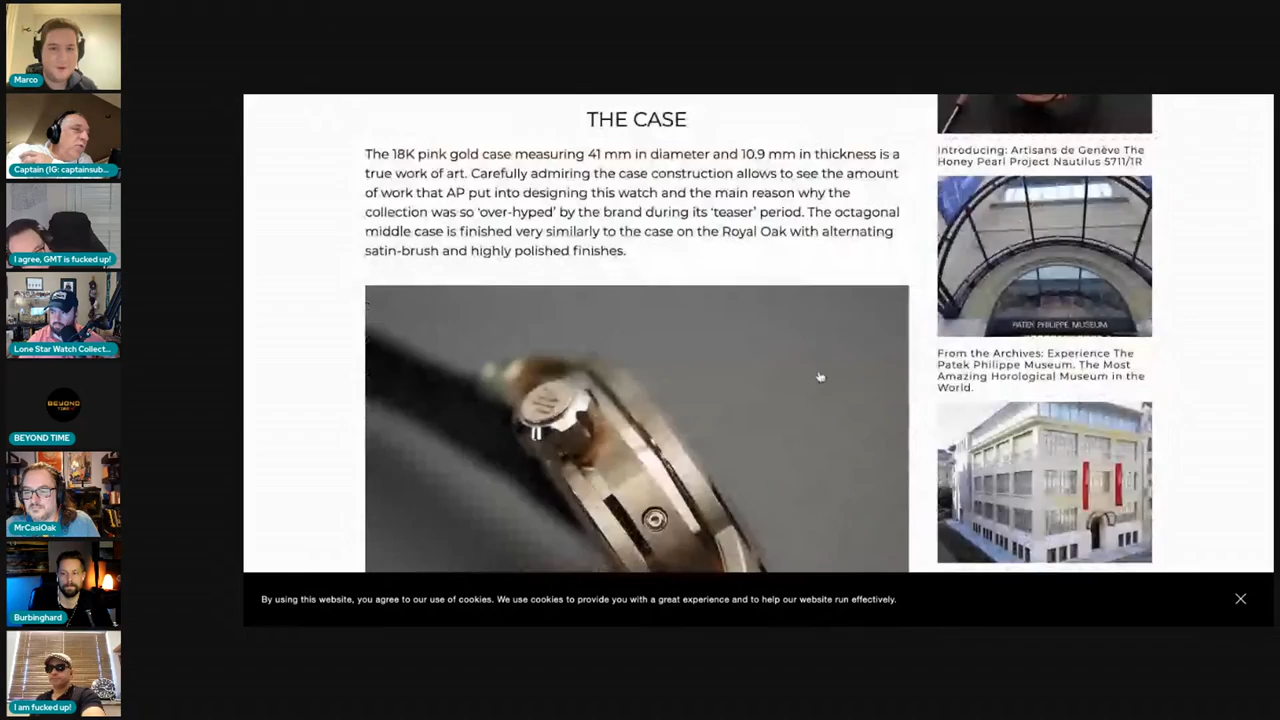 Marco
Captain (IG: captainsub...
I agree, GMT is fucked up!
Lone Star Watch Collect...
BEYOND
TIME
BEYOND TIME
MrCasiOak
Burbinghard
I am fucked up!
THE CASE
The 18K pink gold case measuring 41 mm in diameter and 10.9 mm in thickness is a
true work of art. Carefully admiring the case construction allows to see the amount
of work that AP put into designing this watch and the main reason why the
collection was so ‘over-hyped’ by the brand during its ‘teaser’ period. The octagonal
middle case is finished very similarly to the case on the Royal Oak with alternating
satin-brush and highly polished finishes.
Introducing: Artisans de Genève The
Honey Pearl Project Nautilus 5711/1R
PATEK PHILIPPE MUSEUM
From the Archives: Experience The
Patek Philippe Museum. The Most
Amazing Horological Museum in the
World.
By using this website, you agree to our use of cookies. We use cookies to provide you with a great experience and to help our website run effectively.